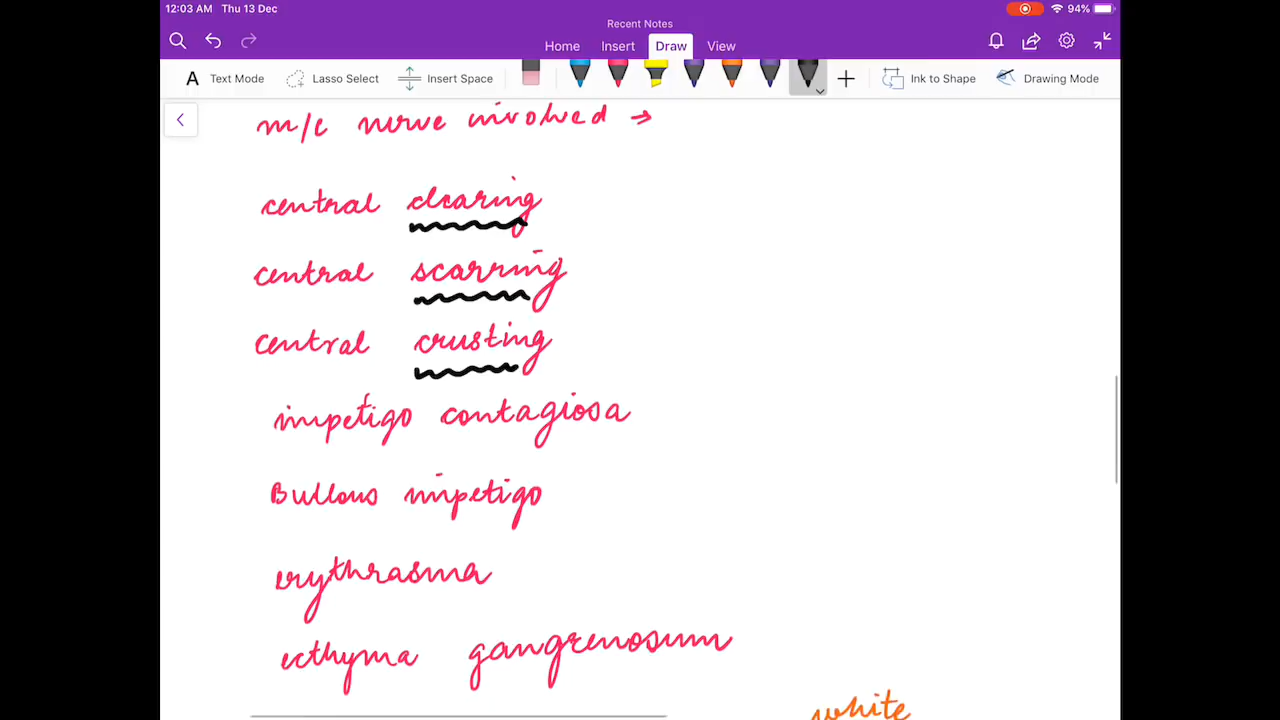 12:03 AM Thu 13 Dec
94%
Recent Notes
Home Insert Draw View
Text Mode Lasso Select Insert Space Ink to Shape Drawing Mode
m/c nerve involved →
central clearing
central scarring
central crusting
impetigo contagiosa
Bullous impetigo
erythrasma
ecthyma gangrenosum
white